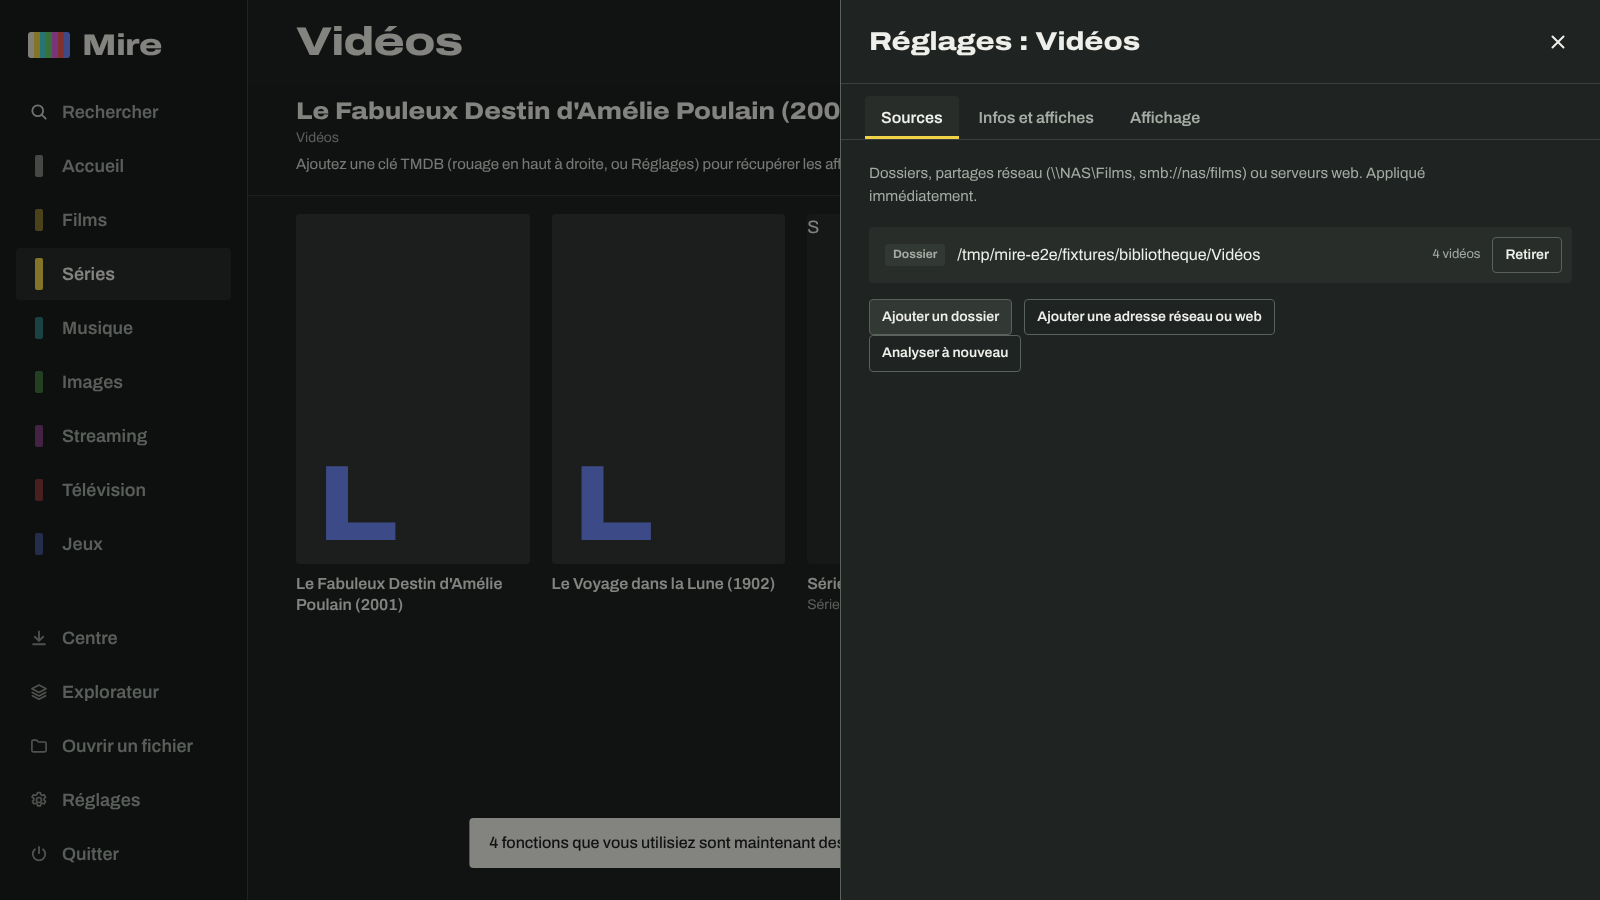 Mire
Rechercher
Accueil
Films
Séries
Musique
Images
Streaming
Télévision
Jeux
Centre
Explorateur
Ouvrir un fichier
Réglages
Quitter
Vidéos
Le Fabuleux Destin d'Amélie Poulain (200
Vidéos
Ajoutez une clé TMDB (rouage en haut à droite, ou Réglages) pour récupérer les aff
L
L
S
Le Fabuleux Destin d'Amélie
Poulain (2001)
Le Voyage dans la Lune (1902)
Série
Série
4 fonctions que vous utilisiez sont maintenant des
Réglages : Vidéos
Sources
Infos et affiches
Affichage
Dossiers, partages réseau (\\NAS\Films, smb://nas/films) ou serveurs web. Appliqué
immédiatement.
Dossier /tmp/mire-e2e/fixtures/bibliotheque/Vidéos 4 vidéos Retirer
Ajouter un dossier
Ajouter une adresse réseau ou web
Analyser à nouveau